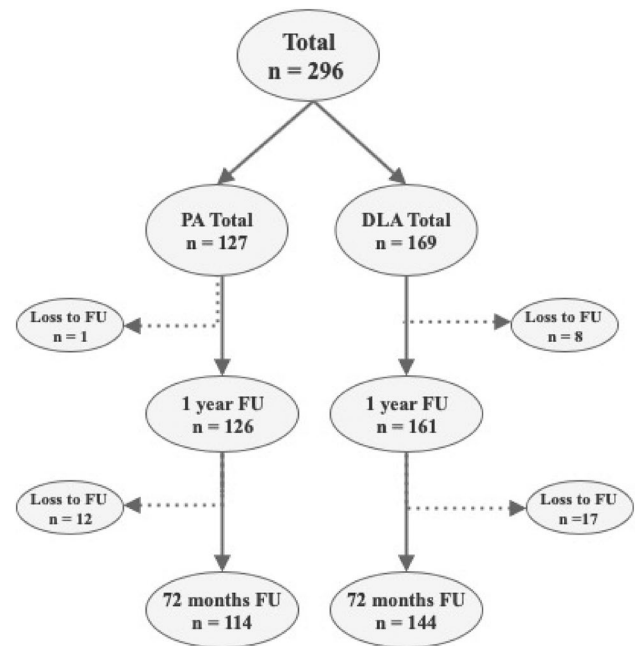 Total
n = 296
PA Total
n = 127
DLA Total
n = 169
Loss to FU
n = 1
Loss to FU
n = 8
1 year FU
n = 126
1 year FU
n = 161
Loss to FU
n = 12
Loss to FU
n =17
72 months FU
n = 114
72 months FU
n = 144